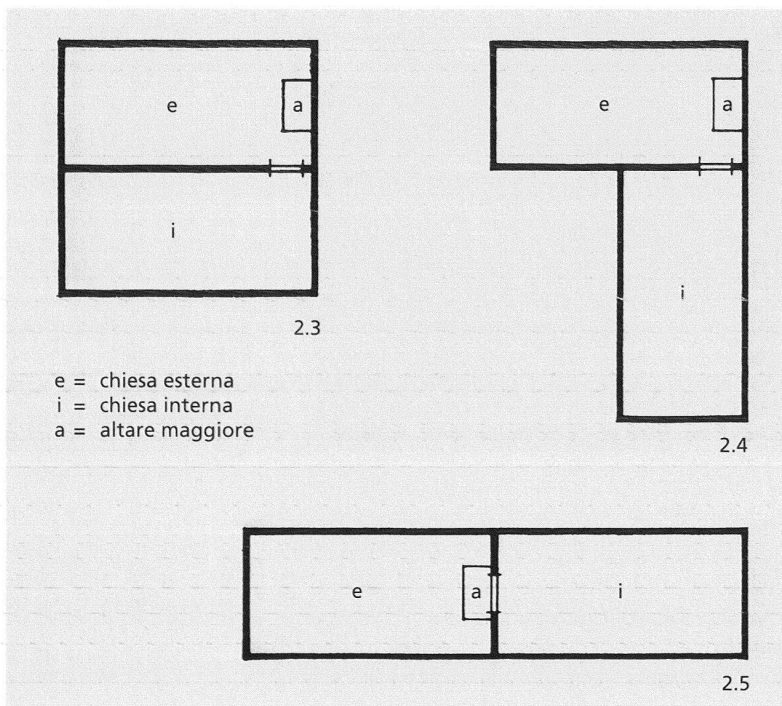 e
a
i
2.3
e
a
i
2.4
e = chiesa esterna
i = chiesa interna
a = altare maggiore
e
a
i
2.5